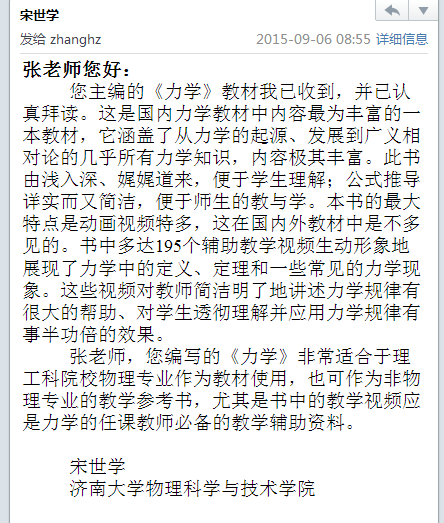 宋世学
发给 zhanghz
2015-09-06 08:55 详细信息
张老师您好：
您主编的《力学》教材我已收到，并已认
真拜读。这是国内力学教材中内容最为丰富的一
本教材，它涵盖了从力学的起源、发展到广义相
对论的几乎所有力学知识，内容极其丰富。此书
由浅入深、娓娓道来，便于学生理解；公式推导
详实而又简洁，便于师生的教与学。本书的最大
特点是动画视频特多，这在国内外教材中是不多
见的。书中多达195个辅助教学视频生动形象地
展现了力学中的定义、定理和一些常见的力学现
象。这些视频对教师简洁明了地讲述力学规律有
很大的帮助、对学生透彻理解并应用力学规律有
事半功倍的效果。
张老师，您编写的《力学》非常适合于理
工科院校物理专业作为教材使用，也可作为非物
理专业的教学参考书，尤其是书中的教学视频应
是力学的任课教师必备的教学辅助资料。
宋世学
济南大学物理科学与技术学院